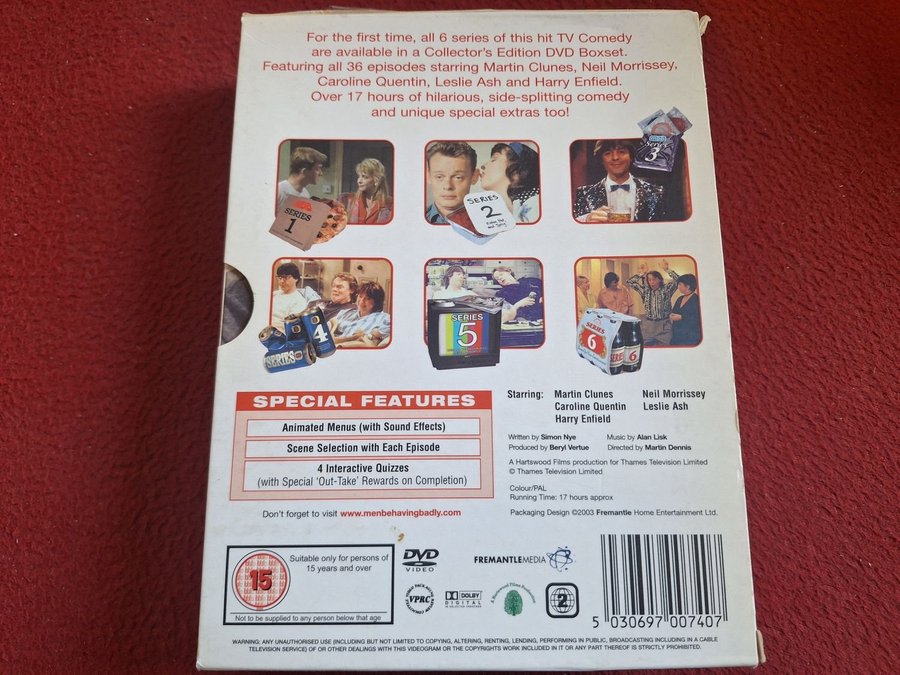 For the first time, all 6 series of this hit TV Comedy
are available in a Collector's Edition DVD Boxset.
Featuring all 36 episodes starring Martin Clunes, Neil Morrissey,
Caroline Quentin, Leslie Ash and Harry Enfield.
Over 17 hours of hilarious, side-splitting comedy
and unique special extras too!
SERIES
1
SERIES
2
Series
3
SERIES
4
SERIES
5
SERIES
6
6
SPECIAL FEATURES
Animated Menus (with Sound Effects)
Scene Selection with Each Episode
4 Interactive Quizzes
(with Special 'Out-Take' Rewards on Completion)
Don't forget to visit www.menbehavingbadly.com
Starring: Martin Clunes Neil Morrissey
Caroline Quentin Leslie Ash
Harry Enfield
Written by Simon Nye Music by Alan Lisk
Produced by Beryl Vertue Directed by Martin Dennis
A Hartswood Films production for Thames Television Limited
© Thames Television Limited
Colour/PAL
Running Time: 17 hours approx
Packaging Design ©2003 Fremantle Home Entertainment Ltd.
15
Suitable only for persons of
15 years and over
Not to be supplied to any person below that age
DVD
VIDEO
FREMANTLEMEDIA
VPRC
DOLBY
DIGITAL
A Hartswood Films Production
2
5 030697 007407
WARNING: ANY UNAUTHORISED USE (INCLUDING BUT NOT LIMITED TO COPYING, ALTERING, RENTING, LENDING, PERFORMING IN PUBLIC, BROADCASTING INCLUDING IN A CABLE
TELEVISION SERVICE) OF OR OTHER DEALINGS WITH THIS VIDEOGRAM OR THE COPYRIGHTS WORK INCLUDED IN IT OR ANY PART THEREOF IS STRICTLY PROHIBITED.